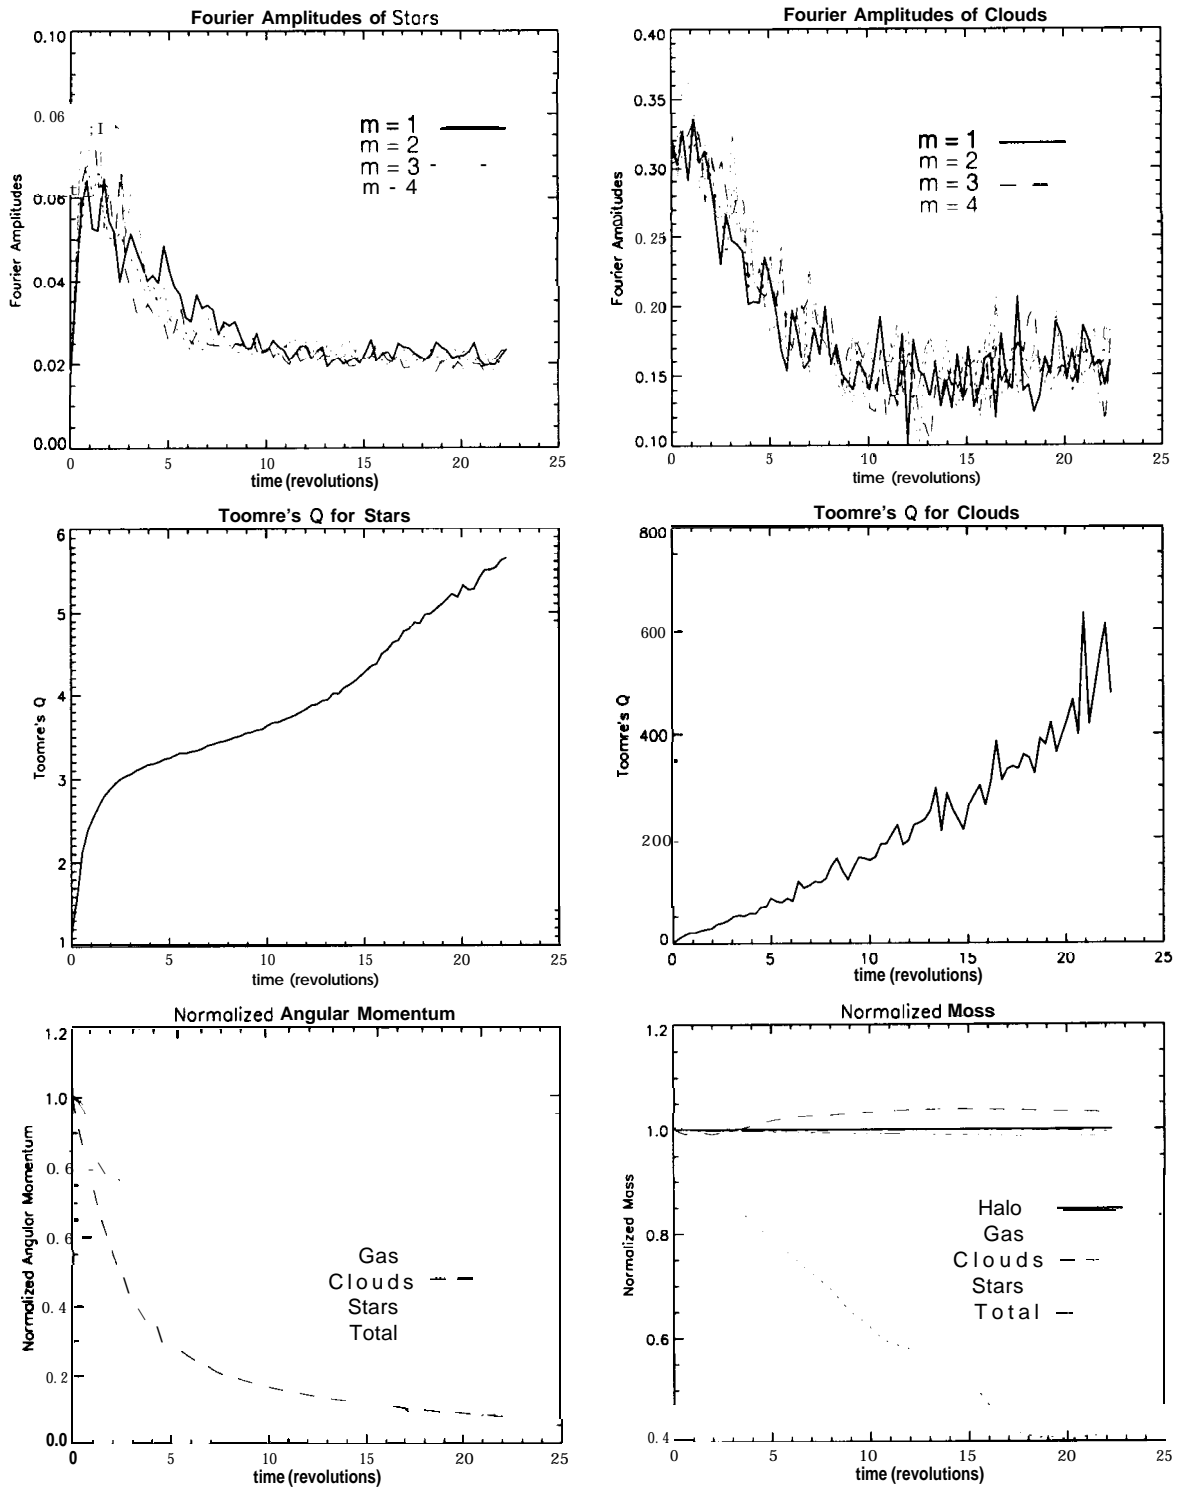 Fourier Amplitudes of Stars
0.10
0.06
0.06
0.04
0.02
0.00
Fourier Amplitudes
m = 1
m = 2
m = 3
m - 4
0 5 10 15 20 25
time (revolutions)
Fourier Amplitudes of Clouds
0.40
0.35
0.30
0.25
0.20
0.15
0.10
Fourier Amplitudes
m = 1
m = 2
m = 3
m = 4
0 5 10 15 20 25
time (revolutions)
Toomre's Q for Stars
6
5
4
3
2
1
Toomre's Q
0 5 10 15 20 25
time (revolutions)
Toomre's Q for Clouds
800
600
400
200
0
Toomre's Q
0 5 10 15 20 25
time (revolutions)
Normalized Angular Momentum
1.2
1.0
0.6
0.6
0.4
0.2
0.0
Normalized Angular Momentum
Gas
Clouds
Stars
Total
0 5 10 15 20 25
time (revolutions)
Normalized Moss
1.2
1.0
0.8
0.6
0.4
Normalized Mass
Halo
Gas
Clouds
Stars
Total
0 5 10 15 20 25
time (revolutions)